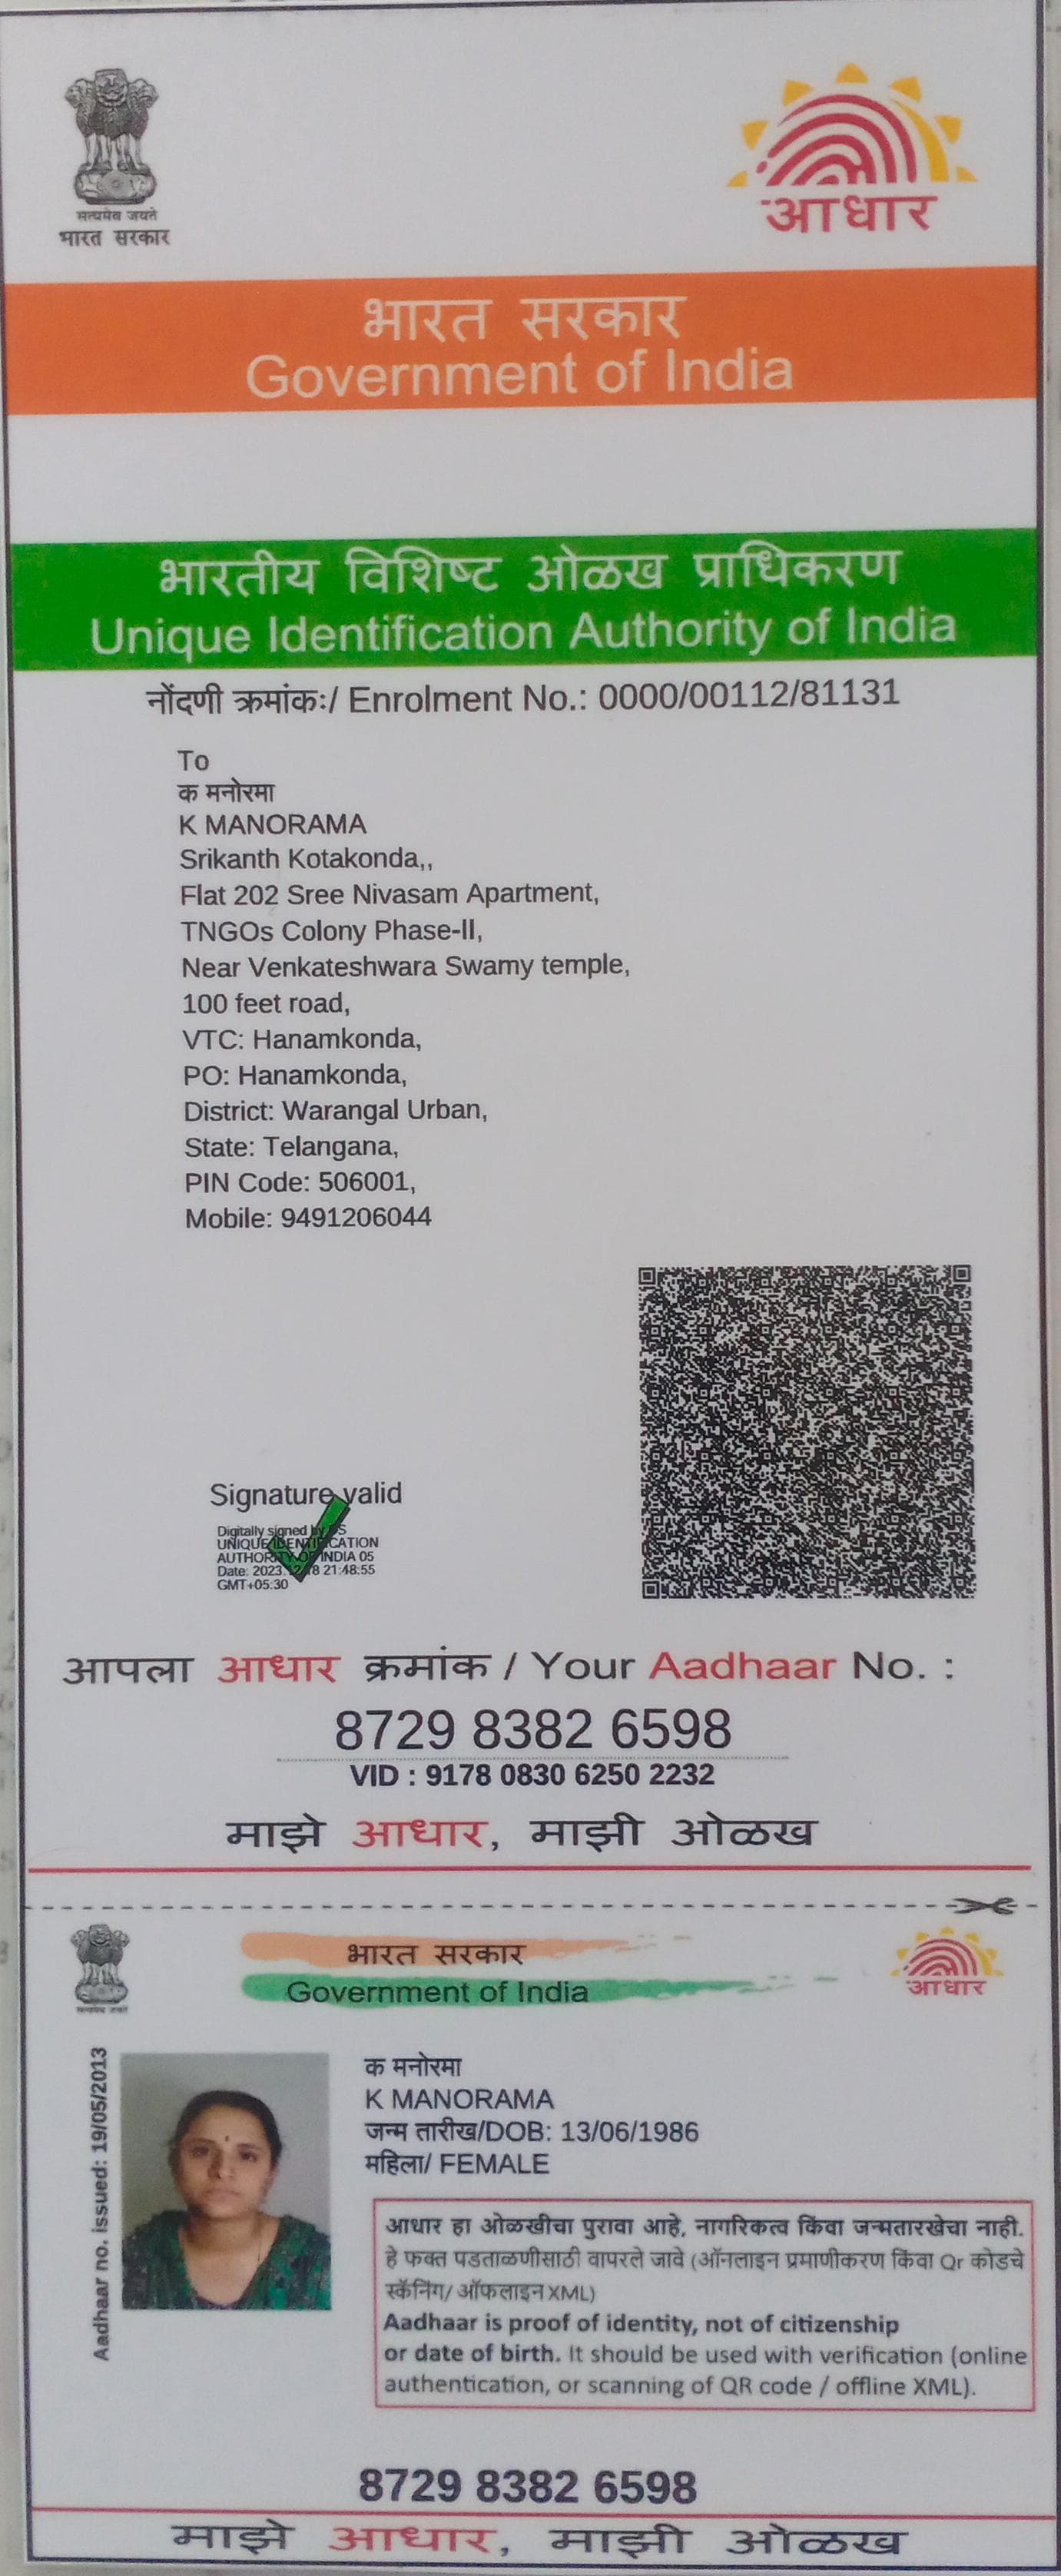 सत्यमेव जयते
भारत सरकार
आधार
भारत सरकार
Government of India
भारतीय विशिष्ट ओळख प्राधिकरण
Unique Identification Authority of India
नोंदणी क्रमांकः/ Enrolment No.: 0000/00112/81131
To
क मनोरमा
K MANORAMA
Srikanth Kotakonda,,
Flat 202 Sree Nivasam Apartment,
TNGOs Colony Phase-II,
Near Venkateshwara Swamy temple,
100 feet road,
VTC: Hanamkonda,
PO: Hanamkonda,
District: Warangal Urban,
State: Telangana,
PIN Code: 506001,
Mobile: 9491206044
Signature valid
Digitally signed by DS
UNIQUE IDENTIFICATION
AUTHORITY OF INDIA 05
Date: 2023. 21:48:55
GMT+05:30
आपला आधार क्रमांक / Your Aadhaar No. :
8729 8382 6598
VID : 9178 0830 6250 2232
माझे आधार, माझी ओळख
भारत सरकार
Government of India
आधार
Aadhaar no. issued: 19/05/2013
क मनोरमा
K MANORAMA
जन्म तारीख/DOB: 13/06/1986
महिला/ FEMALE
आधार हा ओळखीचा पुरावा आहे, नागरिकत्व किंवा जन्मतारखेचा नाही.
हे फक्त पडताळणीसाठी वापरले जावे (ऑनलाइन प्रमाणीकरण किंवा Qr कोडचे
स्कॅनिंग/ ऑफलाइन XML)
Aadhaar is proof of identity, not of citizenship
or date of birth. It should be used with verification (online
authentication, or scanning of QR code / offline XML).
8729 8382 6598
माझे आधार, माझी ओळख